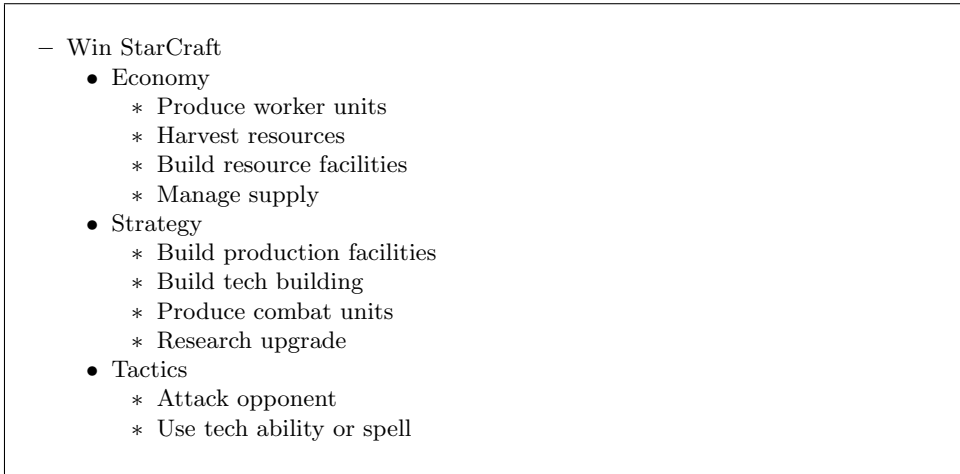 – Win StarCraft
• Economy
∗ Produce worker units
∗ Harvest resources
∗ Build resource facilities
∗ Manage supply
• Strategy
∗ Build production facilities
∗ Build tech building
∗ Produce combat units
∗ Research upgrade
• Tactics
∗ Attack opponent
∗ Use tech ability or spell